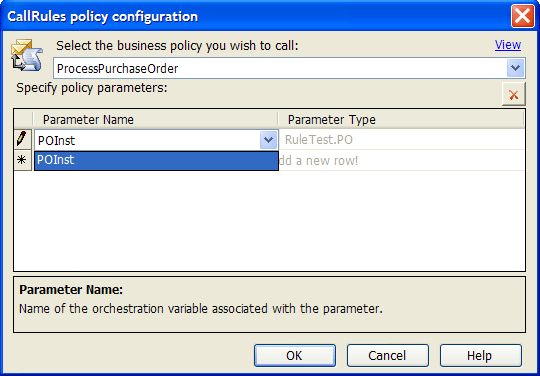 CallRules policy configuration
Select the business policy you wish to call:
View
ProcessPurchaseOrder
Specify policy parameters:
Parameter Name Parameter Type
POInst RuleTest.PO
POInst dd a new row!
Parameter Name:
Name of the orchestration variable associated with the parameter.
OK Cancel Help